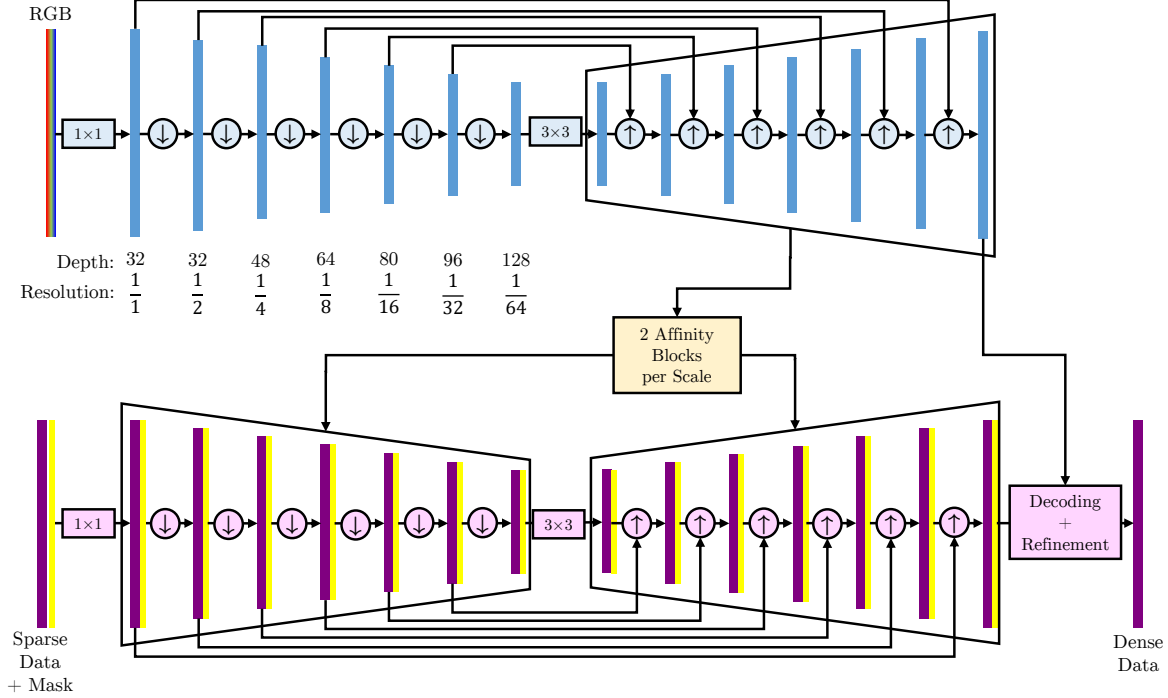 RGB
1×1
↓ ↓ ↓ ↓ ↓ ↓
3×3
↑ ↑ ↑ ↑ ↑ ↑
Depth: 32 32 48 64 80 96 128
Resolution: 1/1 1/2 1/4 1/8 1/16 1/32 1/64
2 Affinity
Blocks
per Scale
1×1
↓ ↓ ↓ ↓ ↓ ↓
3×3
↑ ↑ ↑ ↑ ↑ ↑
Decoding
+
Refinement
Sparse
Data
+ Mask
Dense
Data